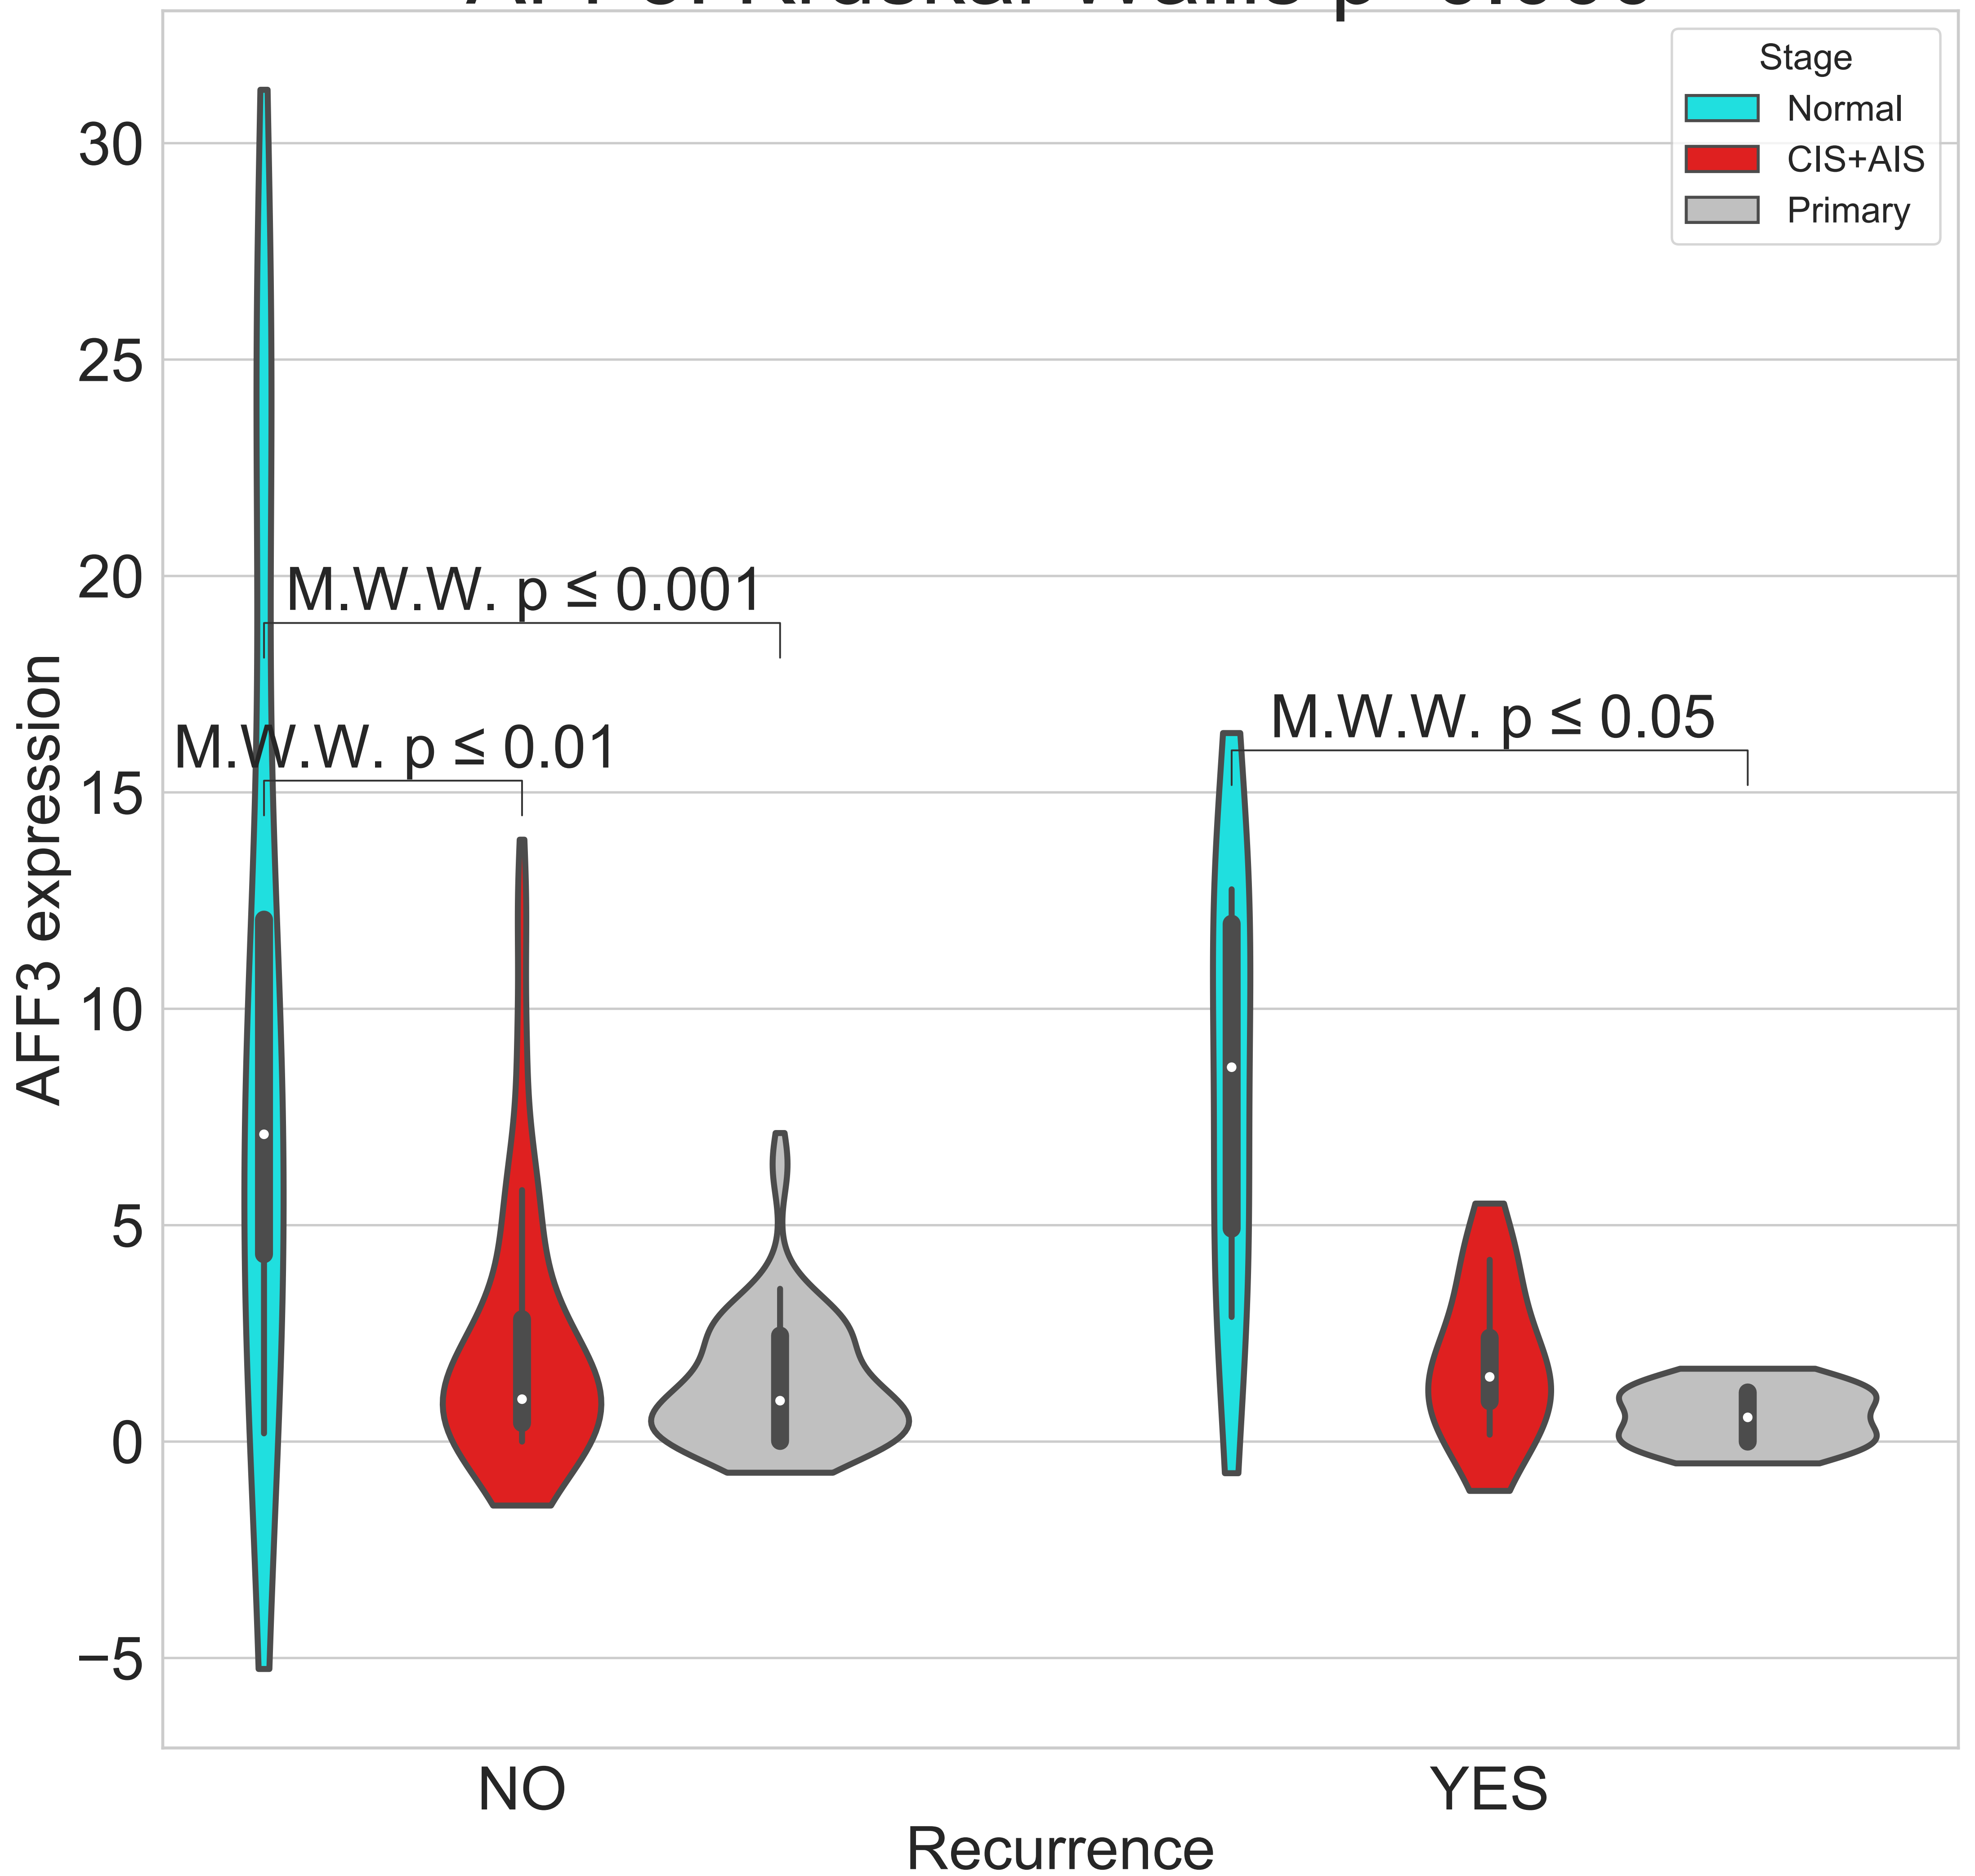 Stage
Normal
CIS+AIS
Primary
30
25
20
15
10
5
0
−5
AFF3 expression
M.W.W. p ≤ 0.001
M.W.W. p ≤ 0.01
M.W.W. p ≤ 0.05
NO
YES
Recurrence